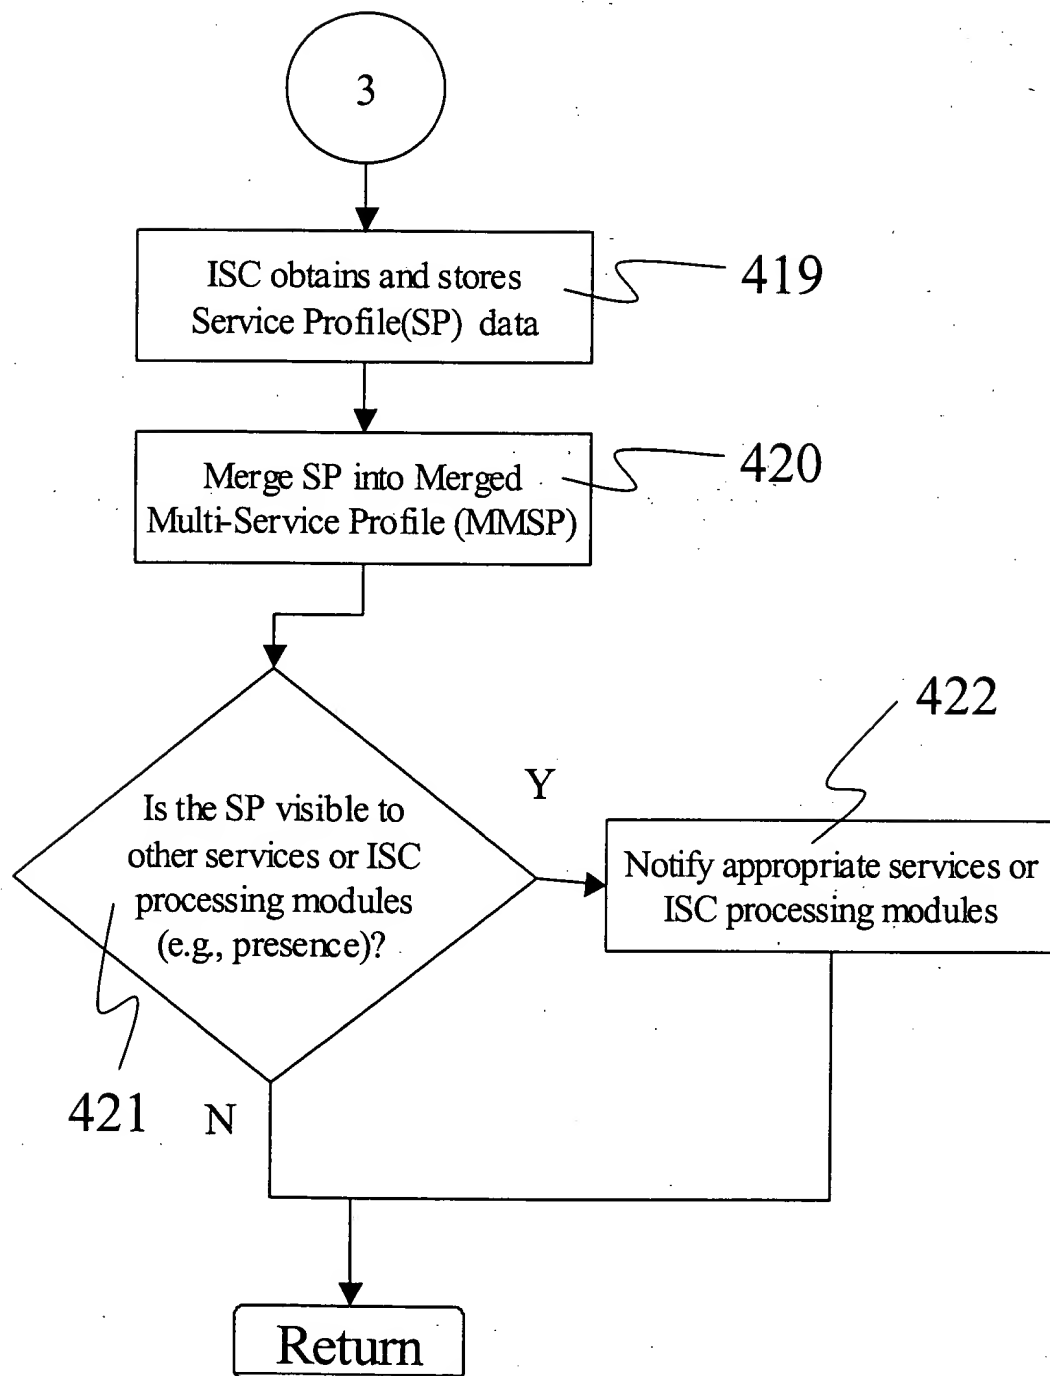 3
ISC obtains and stores
Service Profile(SP) data
419
Merge SP into Merged
Multi-Service Profile (MMSP)
420
Is the SP visible to
other services or ISC
processing modules
(e.g., presence)?
421
Y
N
422
Notify appropriate services or
ISC processing modules
Return